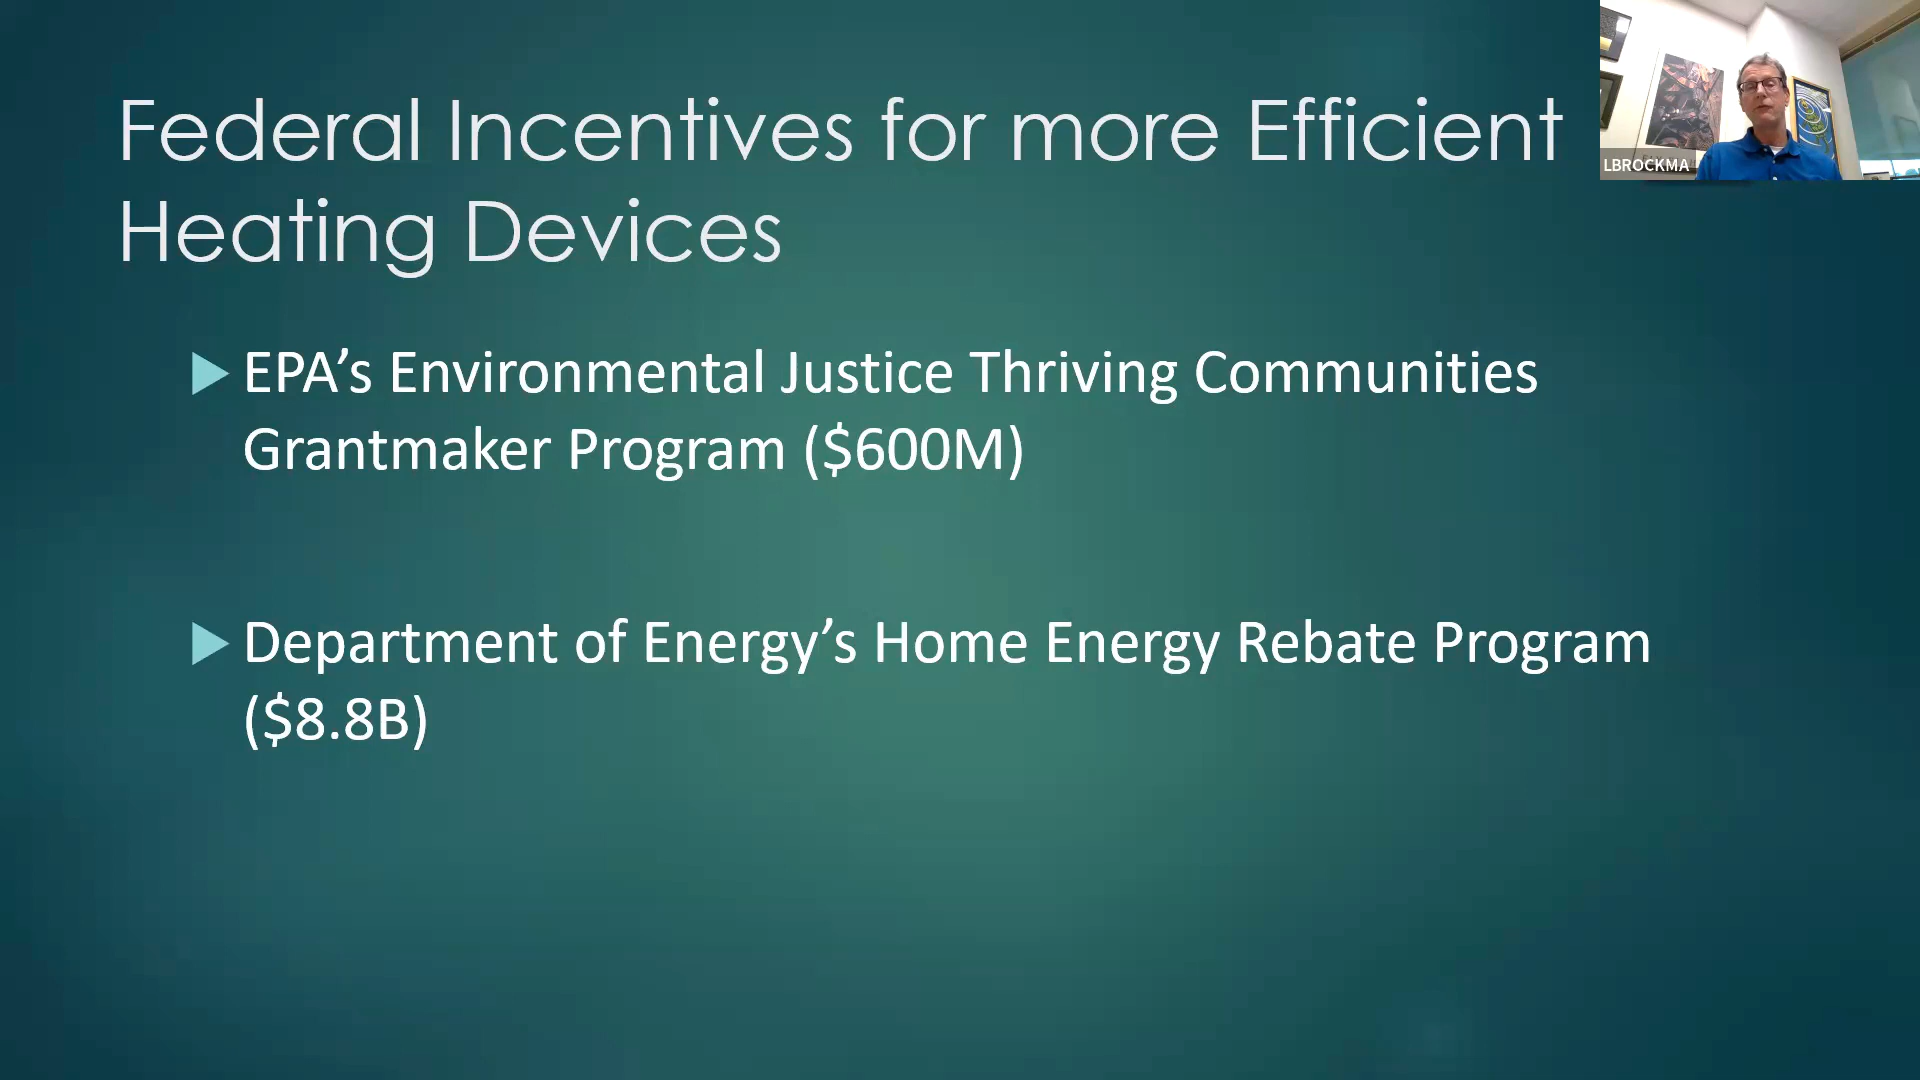 Federal Incentives for more Efficient
Heating Devices
LBROCKMA
EPA’s Environmental Justice Thriving Communities
Grantmaker Program ($600M)
Department of Energy’s Home Energy Rebate Program
($8.8B)